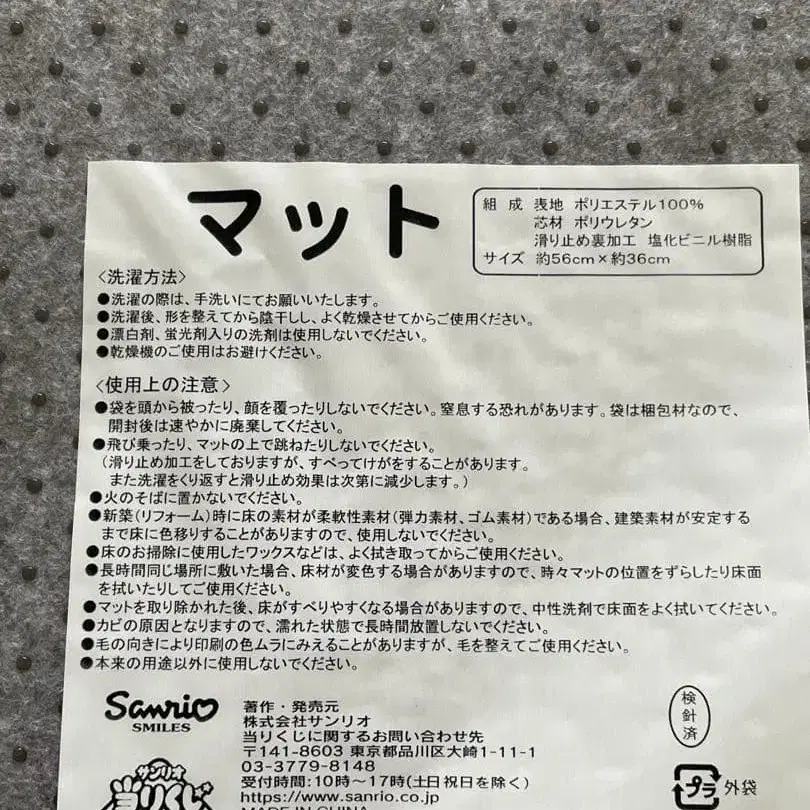 マット
組 成 表地 ポリエステル100%
芯材 ポリウレタン
滑り止め裏加工 塩化ビニル樹脂
サイズ 約56cm×約36cm
〈洗濯方法〉
●洗濯の際は、手洗いにてお願いいたします。
●洗濯後、形を整えてから陰干しし、よく乾燥させてからご使用ください。
●漂白剤、蛍光剤入りの洗剤は使用しないでください。
●乾燥機のご使用はお避けください。
〈使用上の注意〉
●袋を頭から被ったり、顔を覆ったりしないでください。窒息する恐れがあります。袋は梱包材なので、
開封後は速やかに廃棄してください。
●飛び乗ったり、マットの上で跳ねたりしないでください。
(滑り止め加工をしておりますが、すべってけがをすることがあります。
また洗濯をくり返すと滑り止め効果は次第に減少します。)
●火のそばに置かないでください。
●新築(リフォーム)時に床の素材が柔軟性素材(弾力素材、ゴム素材)である場合、建築素材が安定する
まで床に色移りすることがありますので、使用しないでください。
●床のお掃除に使用したワックスなどは、よく拭き取ってからご使用ください。
●長時間同じ場所に敷いた場合、床材が変色する場合がありますので、時々マットの位置をずらしたり床面
を拭いたりしてご使用ください。
●マットを取り除かれた後、床がすべりやすくなる場合がありますので、中性洗剤で床面をよく拭いてください。
●カビの原因となりますので、濡れた状態で長時間放置しないでください。
●毛の向きにより印刷の色ムラにみえることがありますが、毛を整えてご使用ください。
●本来の用途以外に使用しないでください。
Sanrio
SMILES
サンリオ
当りくじ
著作・発売元
株式会社サンリオ
当りくじに関するお問い合わせ先
〒141-8603 東京都品川区大崎1-11-1
03-3779-8148
受付時間:10時～17時(土日祝日を除く)
https://www.sanrio.co.jp
MADE IN CHINA
検針済
プラ 外袋